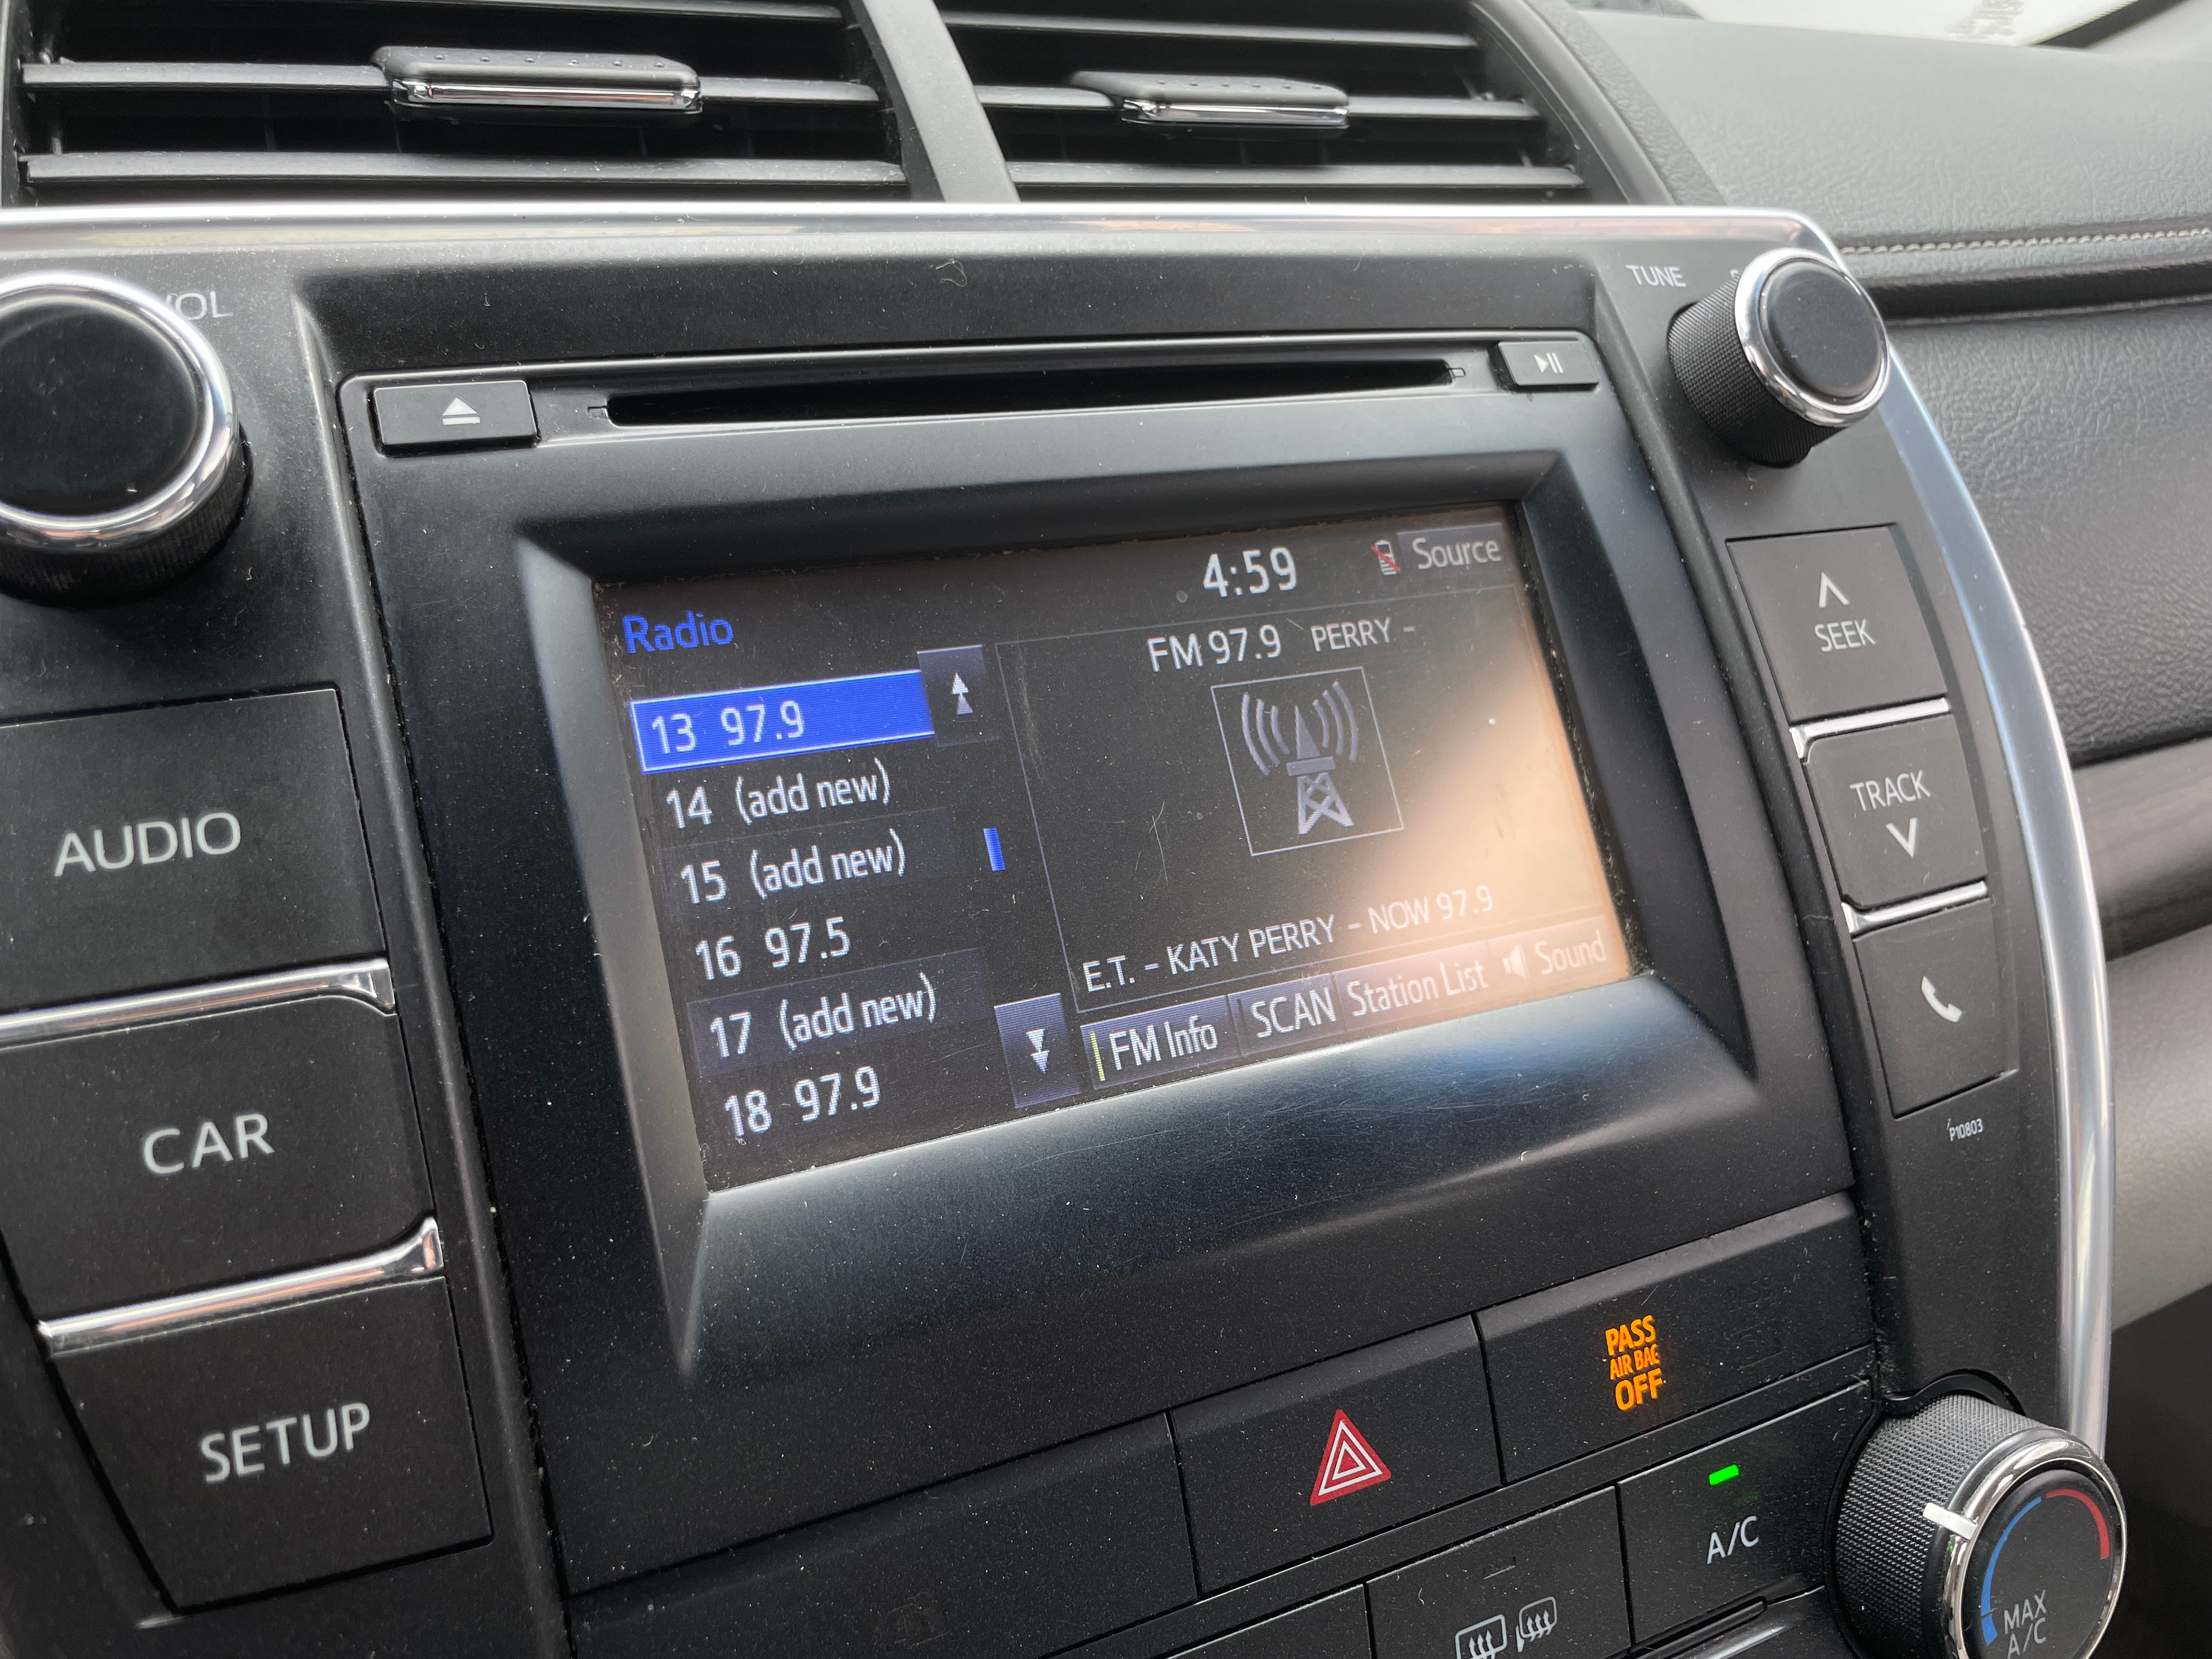 VOL
TUNE
4:59
Source
Radio
FM 97.9 PERRY -
13 97.9
14 (add new)
15 (add new)
16 97.5
17 (add new)
18 97.9
E.T. - KATY PERRY - NOW 97.9
FM Info
SCAN
Station List
Sound
AUDIO
CAR
SETUP
SEEK
TRACK
P10803
PASS
AIR BAG
OFF
A/C
MAX
A/C